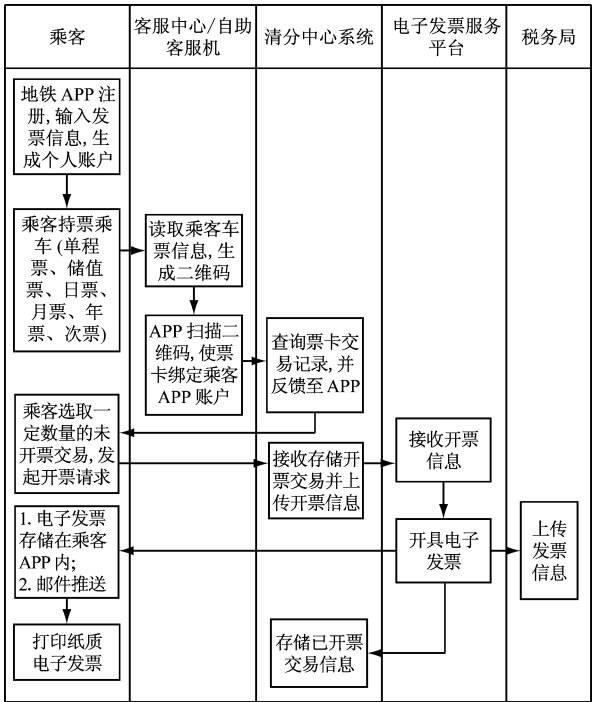 乘客
客服中心/自助
客服机
清分中心系统
电子发票服务
平台
税务局
地铁 APP 注
册, 输入发
票信息, 生
成个人账户
乘客持票乘
车 (单程
票、储值
票、日票、
月票、年
票、次票)
读取乘客车
票信息, 生
成二维码
APP 扫描二
维码, 使票
卡绑定乘客
APP 账户
查询票卡交
易记录, 并
反馈至 APP
乘客选取一
定数量的未
开票交易, 发
起开票请求
接收存储开
票交易并上
传开票信息
接收开票
信息
开具电子
发票
上传
发票
信息
1. 电子发票
存储在乘客
APP 内;
2. 邮件推送
打印纸质
电子发票
存储已开票
交易信息